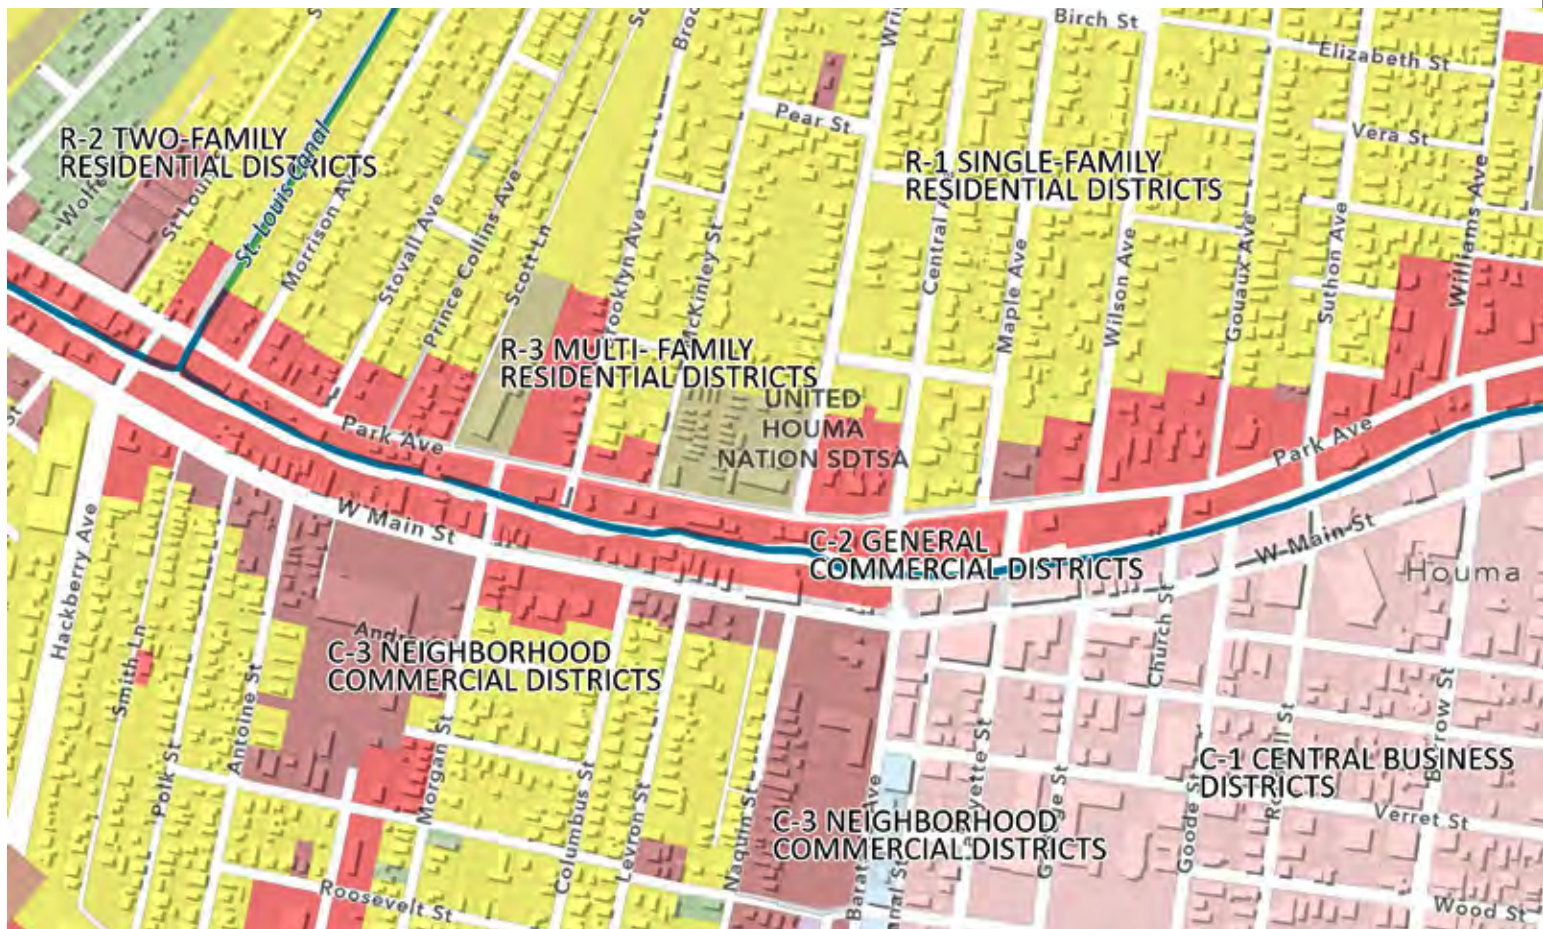 Birch St
Elizabeth St
Pear St
Vera St
R-2 TWO-FAMILY
RESIDENTIAL DISTRICTS
R-1 SINGLE-FAMILY
RESIDENTIAL DISTRICTS
St. Louis Canal
Morrison Ave
Stovall Ave
Prince Collins Ave
Scott Ln
Brooklyn Ave
McKinley St
Central Ave
Maple Ave
Wilson Ave
Gouaux Ave
Suthon Ave
Williams Ave
R-3 MULTI- FAMILY
RESIDENTIAL DISTRICTS
UNITED
HOUMA
NATION SDTSA
Park Ave
Park Ave
W Main St
W Main St
C-2 GENERAL
COMMERCIAL DISTRICTS
Houma
Hackberry Ave
Smith Ln
Polk St
Antoine St
C-3 NEIGHBORHOOD
COMMERCIAL DISTRICTS
Morgan St
Columbus St
Levron St
Naquin St
Church St
C-1 CENTRAL BUSINESS
DISTRICTS
Goode St
Verret St
C-3 NEIGHBORHOOD
COMMERCIAL DISTRICTS
Roosevelt St
Wood St